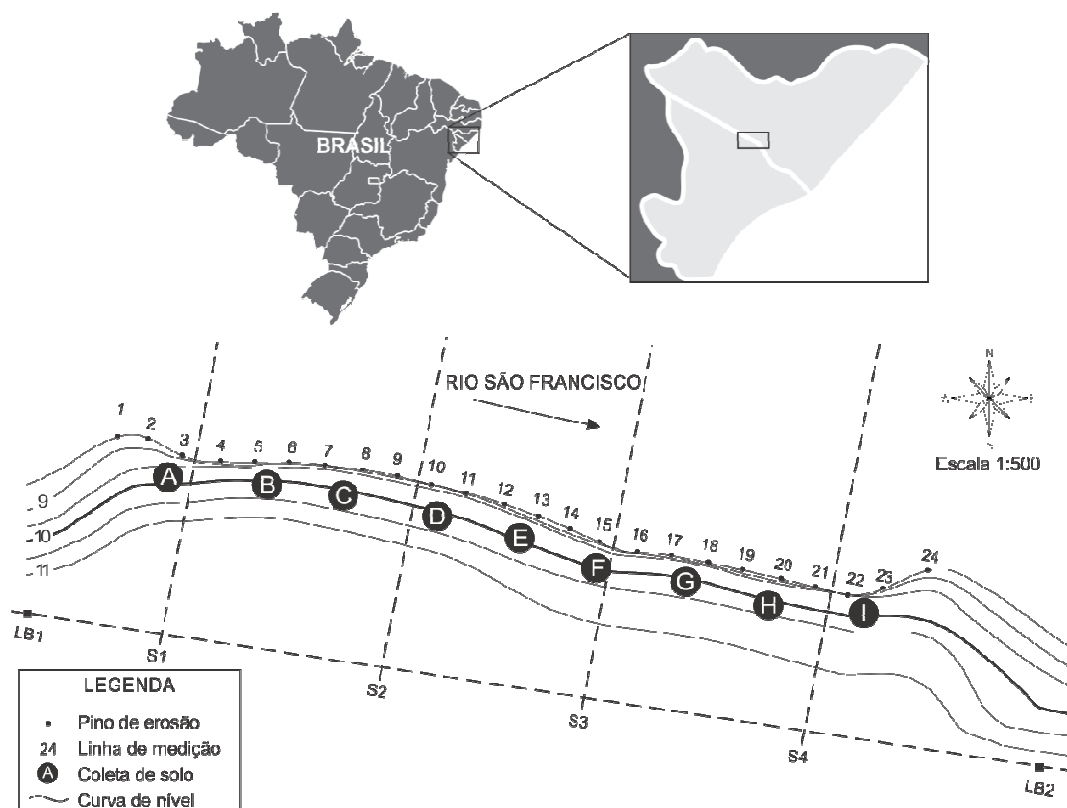 BRASIL
RIO SÃO FRANCISCO
N
Escala 1:500
1 2 3 4 5 6 7 8 9 10 11 12 13 14 15 16 17 18 19 20 21 22 23 24
A B C D E F G H I
9
10
11
LB1
S1
S2
S3
S4
LB2
LEGENDA
Pino de erosão
24 Linha de medição
A Coleta de solo
Curva de nível